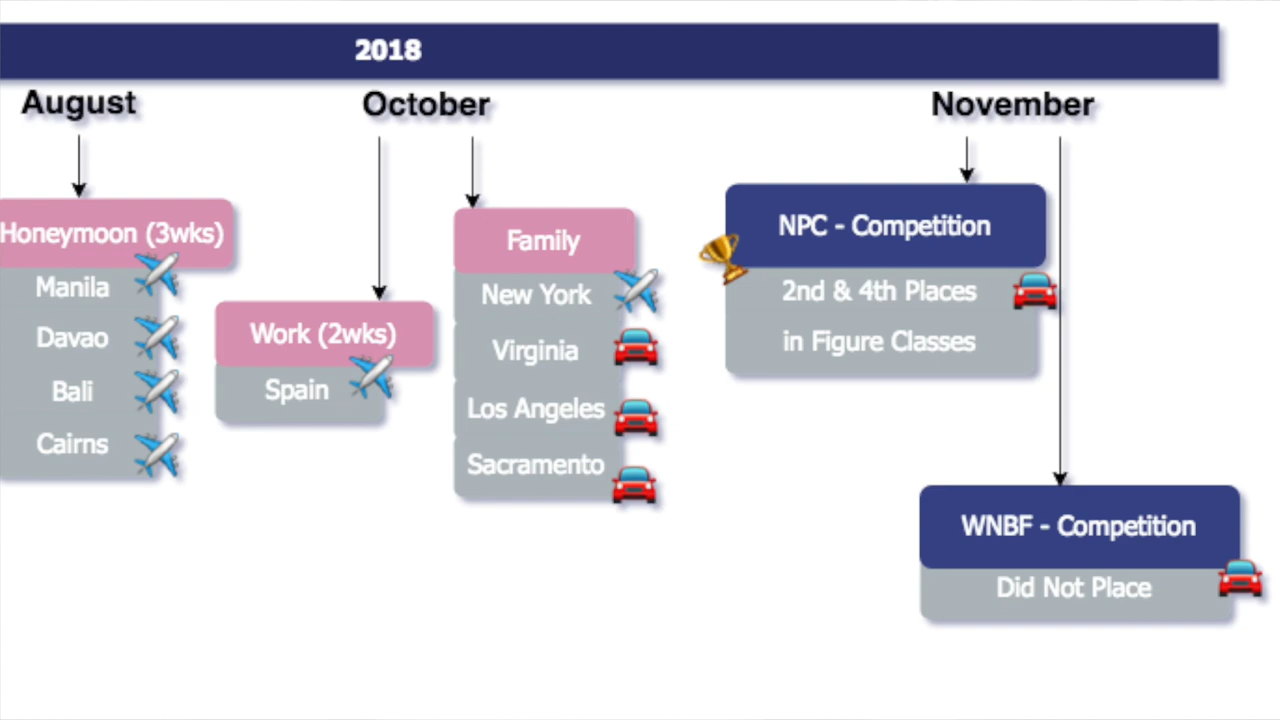 2018
August
October
November
Honeymoon (3wks)
Manila
Davao
Bali
Cairns
Work (2wks)
Spain
Family
New York
Virginia
Los Angeles
Sacramento
NPC - Competition
2nd & 4th Places
in Figure Classes
WNBF - Competition
Did Not Place